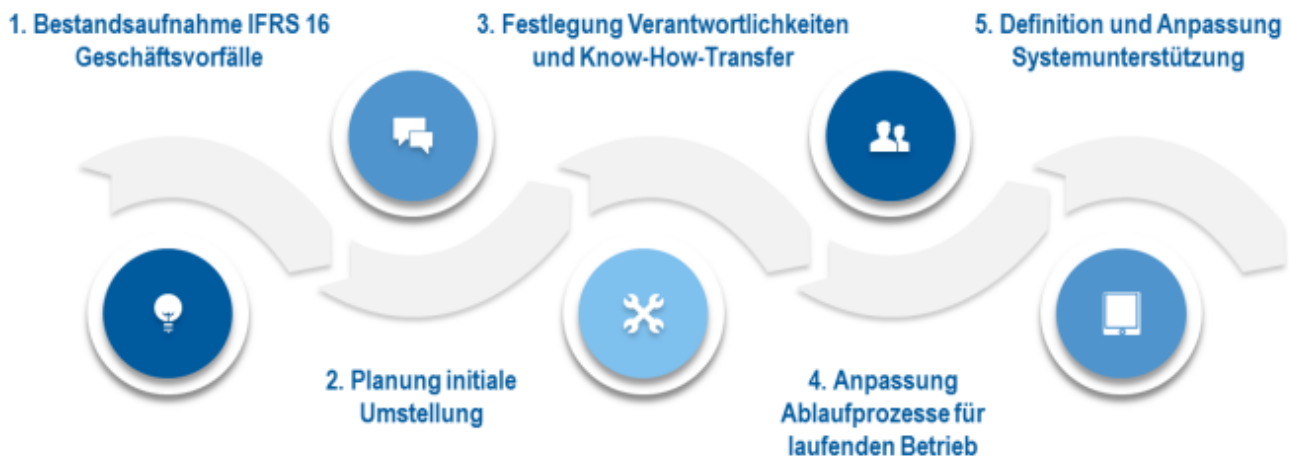 1. Bestandsaufnahme IFRS 16
Geschäftsvorfälle
2. Planung initiale
Umstellung
3. Festlegung Verantwortlichkeiten
und Know-How-Transfer
4. Anpassung
Ablaufprozesse für
laufenden Betrieb
5. Definition und Anpassung
Systemunterstützung